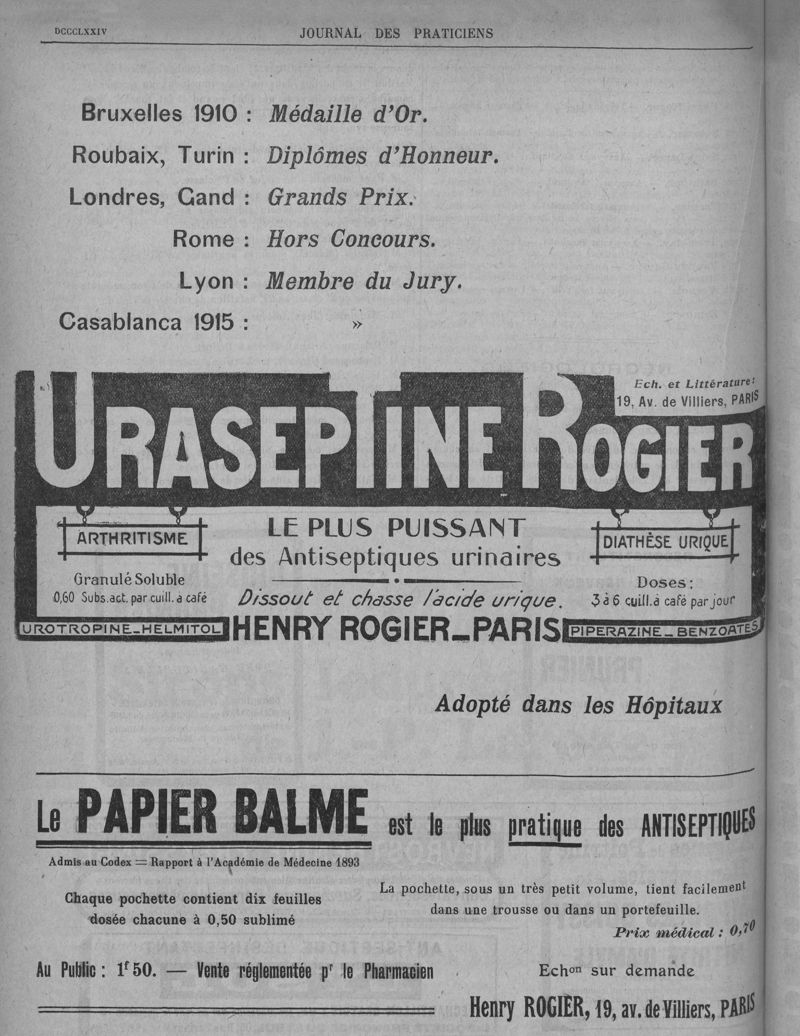 DCCCLXXIV
JOURNAL DES PRATICIENS
Bruxelles 1910 : Médaille d'Or.
Roubaix, Turin : Diplômes d'Honneur.
Londres, Gand : Grands Prix.
Rome : Hors Concours.
Lyon : Membre du Jury.
Casablanca 1915 : »
Ech. et Littérature:
19, Av. de Villiers, PARIS
URASEPTINE ROGIER
ARTHRITISME
LE PLUS PUISSANT
des Antiseptiques urinaires
DIATHÈSE URIQUE
Granulé Soluble
0,60 Subs. act. par cuill. à café
Dissout et chasse l'acide urique.
Doses:
3 à 6 cuill. à café par jour
UROTROPINE_HELMITOL
HENRY ROGIER_PARIS
PIPERAZINE_BENZOATES
Adopté dans les Hôpitaux
Le PAPIER BALME est le plus pratique des ANTISEPTIQUES
Admis au Codex = Rapport à l'Académie de Médecine 1893
Chaque pochette contient dix feuilles
dosée chacune à 0,50 sublimé
La pochette, sous un très petit volume, tient facilement
dans une trousse ou dans un portefeuille.
Prix médical : 0,70
Au Public : 1f 50. — Vente réglementée pr le Pharmacien
Echon sur demande
Henry ROGIER, 19, av. de Villiers, PARIS